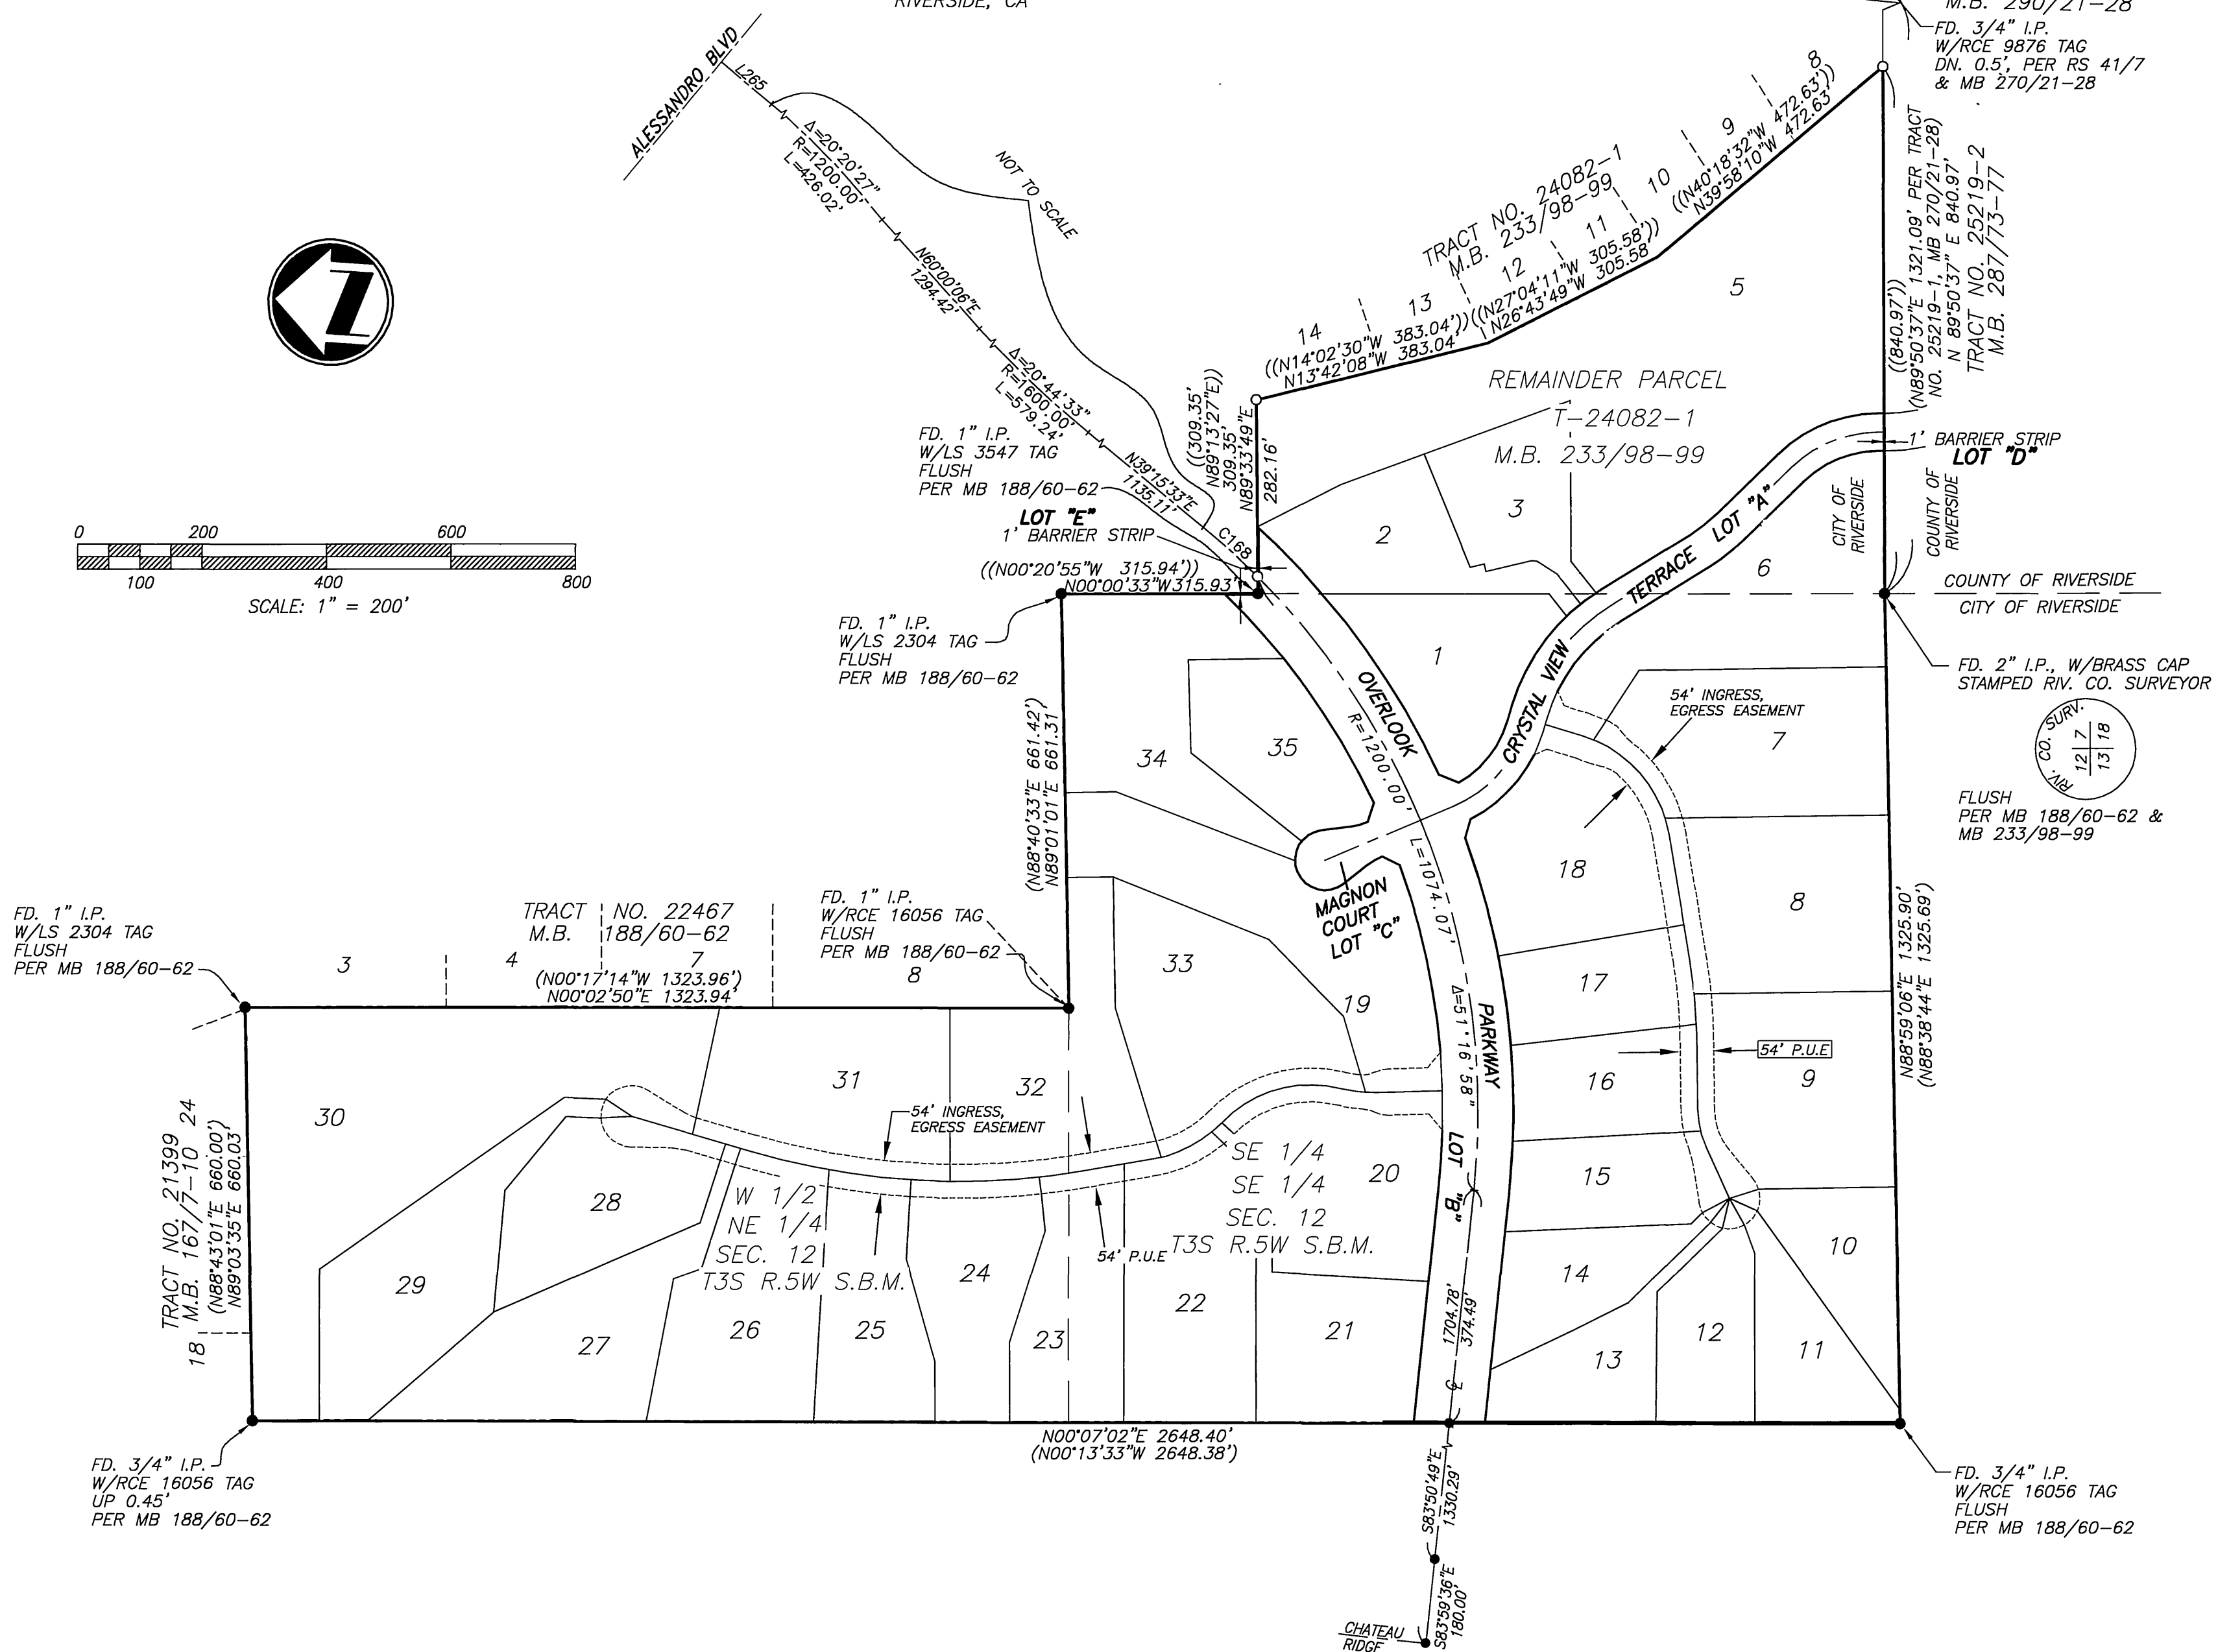 RIVERSIDE, CA
M.B. 290/21-28
FD. 3/4" I.P.
W/RCE 9876 TAG
DN. 0.5', PER RS 41/7
& MB 270/21-28
ALESSANDRO BLVD
L265
Δ=20°20'27"
R=1200.00'
L=426.02'
N60°00'06"E
1294.42'
NOT TO SCALE
Δ=20°44'33"
R=1600.00'
L=579.24'
N39°15'33"E
1135.11'
C168
8
9
10
11
12
13
14
TRACT NO. 24082-1
M.B. 233/98-99
((N40°18'32"W 472.63'))
N39°58'10"W 472.63'
((N27°04'11"W 305.58'))
N26°43'49"W 305.58'
((N14°02'30"W 383.04'))
N13°42'08"W 383.04'
((309.35'
N89°13'27"E))
309.35'
N89°33'49"E
282.16'
((840.97'))
(N89°50'37"E 1321.09' PER TRACT
NO. 25219-1, MB 270/21-28)
N 89°50'37" E 840.97'
TRACT NO. 25219-2
M.B. 287/73-77
5
REMAINDER PARCEL
T-24082-1
M.B. 233/98-99
FD. 1" I.P.
W/LS 3547 TAG
FLUSH
PER MB 188/60-62
LOT "E"
1' BARRIER STRIP
((N00°20'55"W 315.94'))
N00°00'33"W 315.93'
1' BARRIER STRIP
LOT "D"
CITY OF
RIVERSIDE
COUNTY OF
RIVERSIDE
COUNTY OF RIVERSIDE
CITY OF RIVERSIDE
0 200 600
100 400 800
SCALE: 1" = 200'
2
3
6
1
CRYSTAL VIEW TERRACE LOT "A"
FD. 1" I.P.
W/LS 2304 TAG
FLUSH
PER MB 188/60-62
FD. 2" I.P., W/BRASS CAP
STAMPED RIV. CO. SURVEYOR
RIV. CO. SURV.
12 7
13 18
FLUSH
PER MB 188/60-62 &
MB 233/98-99
54' INGRESS,
EGRESS EASEMENT
7
(N88°40'33"E 661.42')
N89°01'01"E 661.31'
34
35
OVERLOOK PARKWAY LOT "B"
R=1200.00'
L=1074.07'
Δ=51°16'58"
MAGNON
COURT
LOT "C"
18
8
N88°59'06"E 1325.90'
(N88°38'44"E 1325.69')
FD. 1" I.P.
W/LS 2304 TAG
FLUSH
PER MB 188/60-62
TRACT NO. 22467
M.B. 188/60-62
3
4
7
8
(N00°17'14"W 1323.96')
N00°02'50"E 1323.94'
FD. 1" I.P.
W/RCE 16056 TAG
FLUSH
PER MB 188/60-62
33
19
17
16
54' P.U.E
9
30
31
32
54' INGRESS,
EGRESS EASEMENT
TRACT NO. 21399
M.B. 167/7-10
24
18
(N88°43'01"E 660.00')
N89°03'35"E 660.03'
28
29
27
W 1/2
NE 1/4
SEC. 12
T3S R.5W S.B.M.
26
25
24
23
54' P.U.E
SE 1/4
SE 1/4
SEC. 12
T3S R.5W S.B.M.
22
21
20
15
14
13
12
11
10
1704.78'
374.49'
N00°07'02"E 2648.40'
(N00°13'33"W 2648.38')
FD. 3/4" I.P.
W/RCE 16056 TAG
UP 0.45'
PER MB 188/60-62
FD. 3/4" I.P.
W/RCE 16056 TAG
FLUSH
PER MB 188/60-62
S83°50'49"E
1330.29'
S83°59'36"E
180.00'
CHATEAU
RIDGE